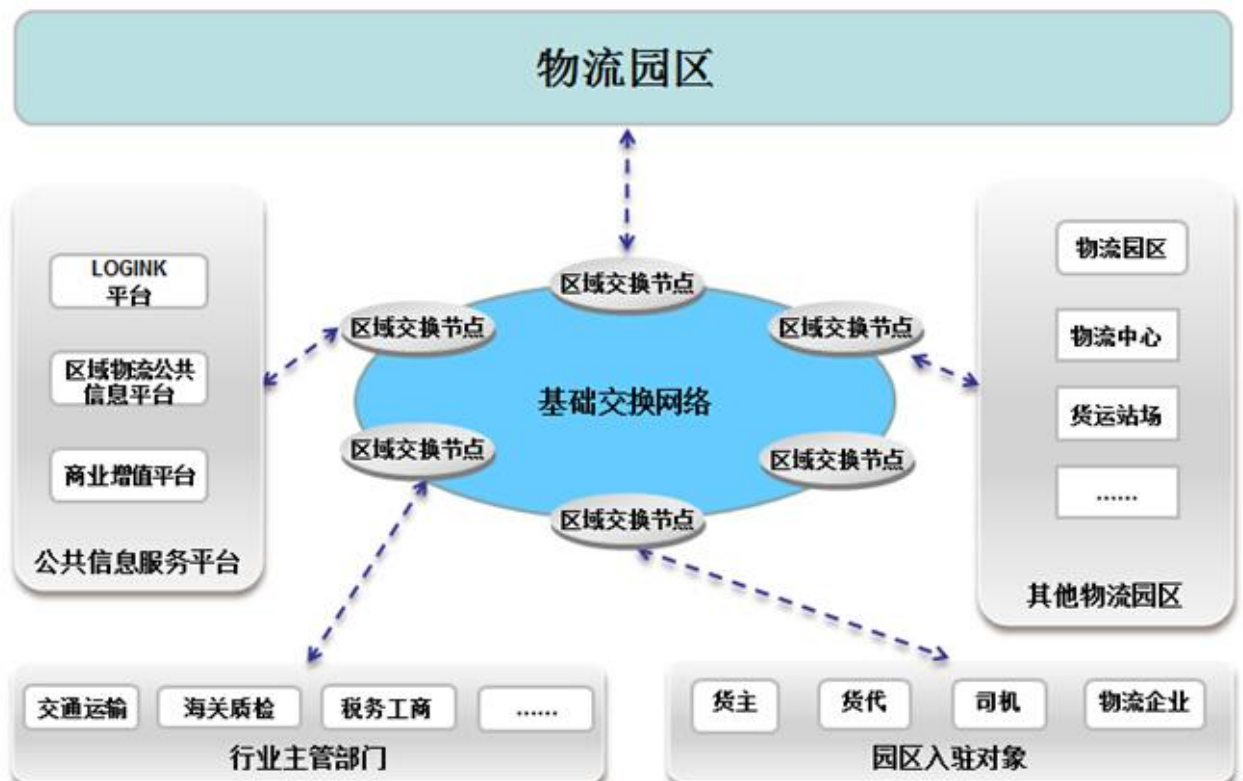 物流园区
LOGINK
平台
区域物流公共
信息平台
商业增值平台
公共信息服务平台
区域交换节点
区域交换节点
区域交换节点
基础交换网络
区域交换节点
区域交换节点
区域交换节点
物流园区
物流中心
货运站场
......
其他物流园区
交通运输
海关质检
税务工商
......
行业主管部门
货主
货代
司机
物流企业
园区入驻对象